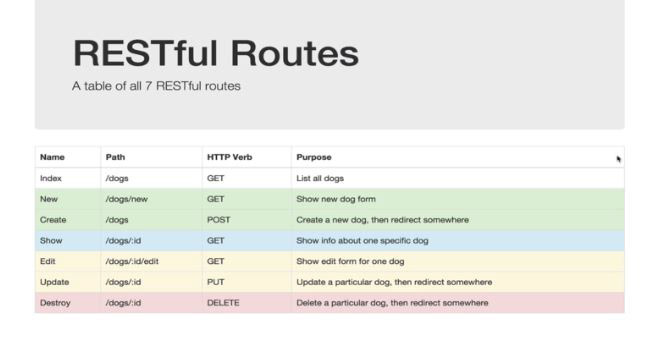 RESTful Routes
A table of all 7 RESTful routes
Name Path HTTP Verb Purpose
Index /dogs GET List all dogs
New /dogs/new GET Show new dog form
Create /dogs POST Create a new dog, then redirect somewhere
Show /dogs/:id GET Show info about one specific dog
Edit /dogs/:id/edit GET Show edit form for one dog
Update /dogs/:id PUT Update a particular dog, then redirect somewhere
Destroy /dogs/:id DELETE Delete a particular dog, then redirect somewhere